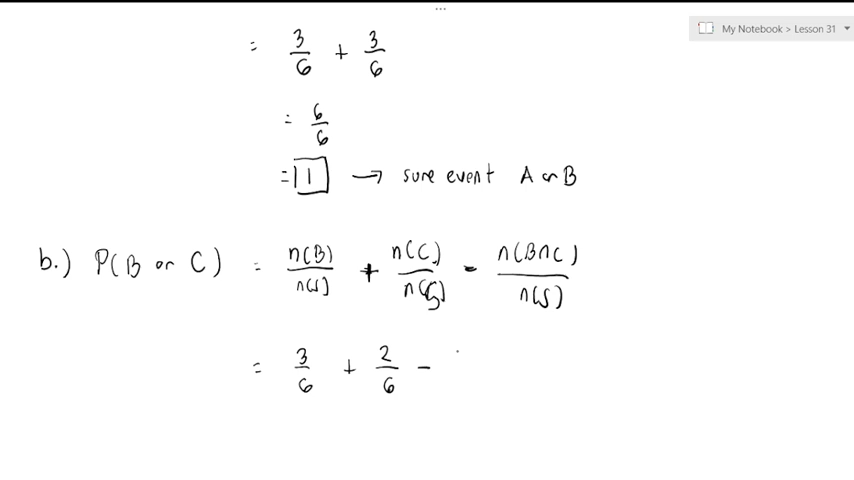 ...
My Notebook > Lesson 31
= 3/6 + 3/6
= 6/6
= 1 → sure event A or B
b.) P(B or C) = n(B)/n(S) + n(C)/n(S) - n(B∩C)/n(S)
= 3/6 + 2/6 -